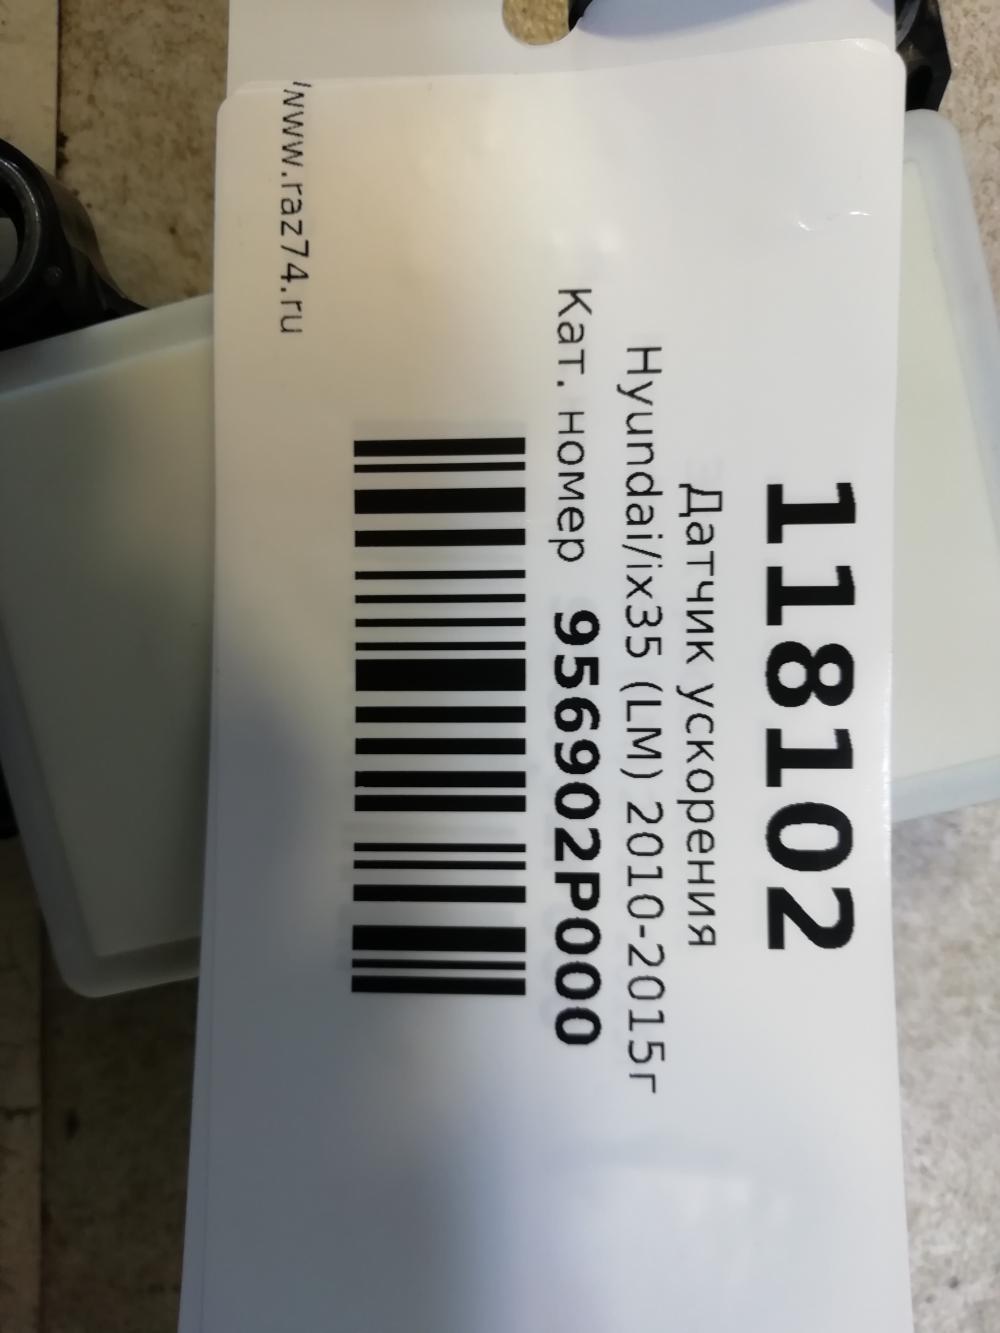 118102
Датчик ускорения
Hyundai/ix35 (LM) 2010-2015г
Кат. номер 956902P000
www.raz74.ru